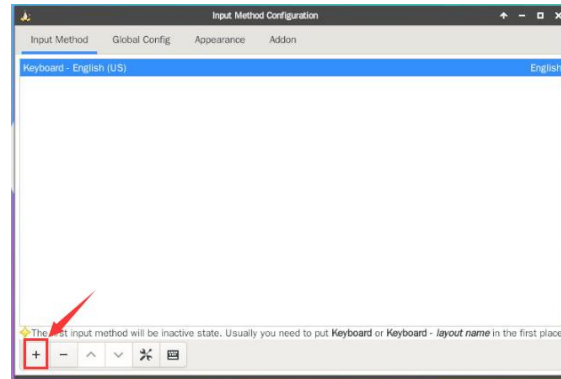 Input Method Configuration
Input Method Global Config Appearance Addon
Keyboard - English (US) English
The input method will be inactive state. Usually you need to put Keyboard or Keyboard - layout name in the first place